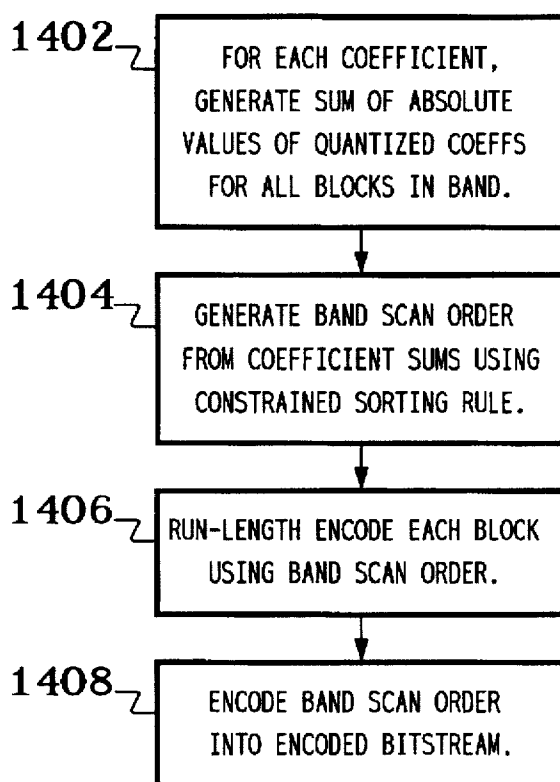 1402
FOR EACH COEFFICIENT,
GENERATE SUM OF ABSOLUTE
VALUES OF QUANTIZED COEFFS
FOR ALL BLOCKS IN BAND.
1404
GENERATE BAND SCAN ORDER
FROM COEFFICIENT SUMS USING
CONSTRAINED SORTING RULE.
1406
RUN-LENGTH ENCODE EACH BLOCK
USING BAND SCAN ORDER.
1408
ENCODE BAND SCAN ORDER
INTO ENCODED BITSTREAM.